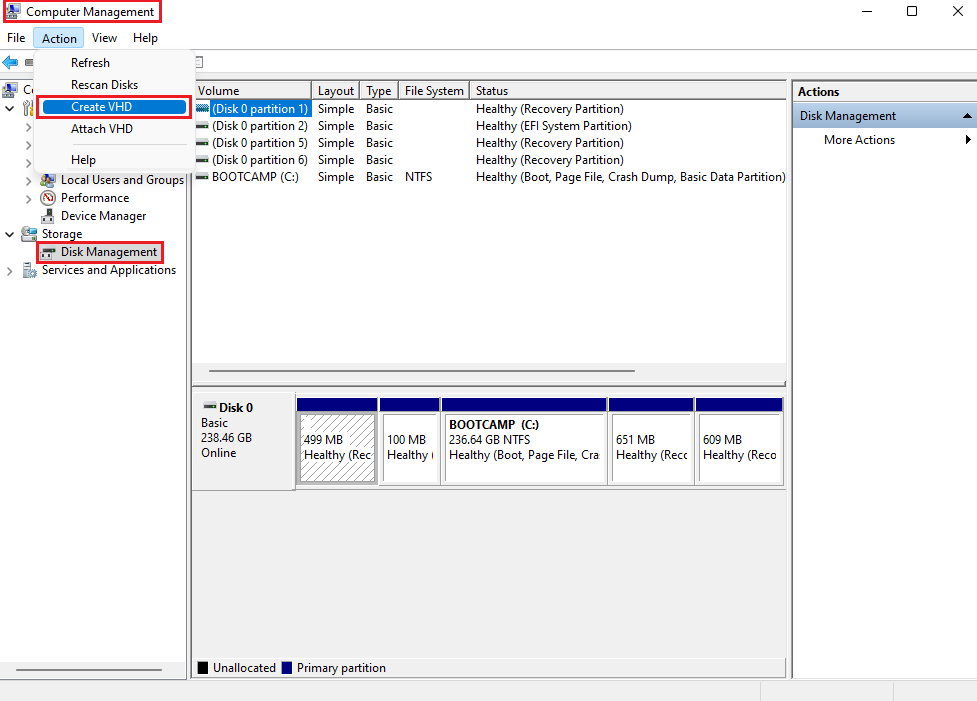 Computer Management
File Action View Help
Refresh
Rescan Disks
Create VHD
Attach VHD
Help
Local Users and Groups
Performance
Device Manager
Storage
Disk Management
Services and Applications
Volume Layout Type File System Status
(Disk 0 partition 1) Simple Basic Healthy (Recovery Partition)
(Disk 0 partition 2) Simple Basic Healthy (EFI System Partition)
(Disk 0 partition 5) Simple Basic Healthy (Recovery Partition)
(Disk 0 partition 6) Simple Basic Healthy (Recovery Partition)
BOOTCAMP (C:) Simple Basic NTFS Healthy (Boot, Page File, Crash Dump, Basic Data Partition)
Disk 0
Basic
238.46 GB
Online
499 MB
Healthy (Rec
100 MB
Healthy (
BOOTCAMP (C:)
236.64 GB NTFS
Healthy (Boot, Page File, Cra
651 MB
Healthy (Recc
609 MB
Healthy (Reco
Unallocated Primary partition
Actions
Disk Management
More Actions